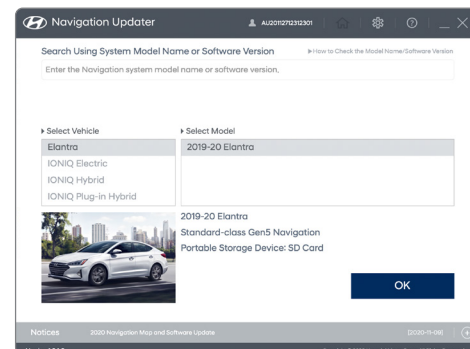 Navigation Updater
AU20112712312301
Search Using System Model Name or Software Version
▶How to Check the Model Name/Software Version
Enter the Navigation system model name or software version.
▶ Select Vehicle
▶ Select Model
Elantra
2019-20 Elantra
IONIQ Electric
IONIQ Hybrid
IONIQ Plug-in Hybrid
2019-20 Elantra
Standard-class Gen5 Navigation
Portable Storage Device: SD Card
OK
Notices
2020 Navigation Map and Software Update
[2020-11-09]